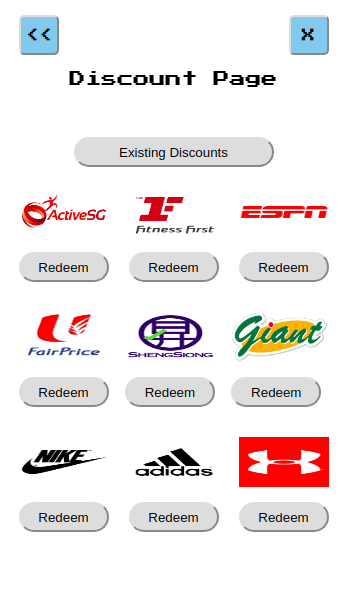 << X
Discount Page
Existing Discounts
ActiveSG Fitness First ESPN
Redeem Redeem Redeem
FairPrice SHENGSIONG Giant
Redeem Redeem Redeem
NIKE adidas
Redeem Redeem Redeem